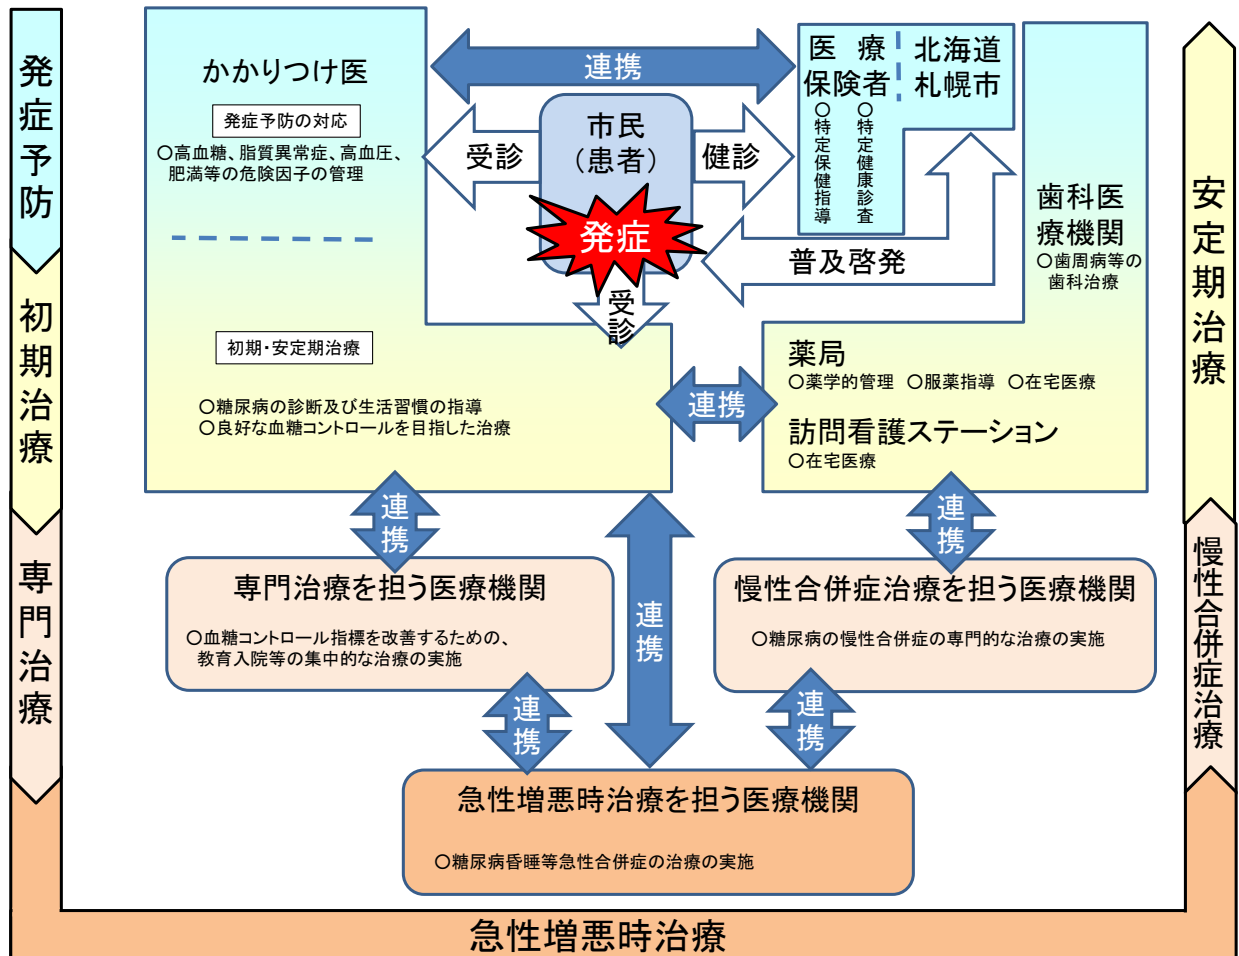 発症予防
初期治療
専門治療
かかりつけ医
発症予防の対応
○高血糖、脂質異常症、高血圧、
肥満等の危険因子の管理
初期・安定期治療
○糖尿病の診断及び生活習慣の指導
○良好な血糖コントロールを目指した治療
連携
市民
（患者）
発症
受診
健診
受診
医療
保険者
○特定健康診査
○特定保健指導
北海道
札幌市
普及啓発
歯科医
療機関
○歯周病等の
歯科治療
薬局
○薬学的管理 ○服薬指導 ○在宅医療
訪問看護ステーション
○在宅医療
連携
連携
連携
連携
専門治療を担う医療機関
○血糖コントロール指標を改善するための、
教育入院等の集中的な治療の実施
慢性合併症治療を担う医療機関
○糖尿病の慢性合併症の専門的な治療の実施
連携
連携
急性増悪時治療を担う医療機関
○糖尿病昏睡等急性合併症の治療の実施
安定期治療
慢性合併症治療
急性増悪時治療